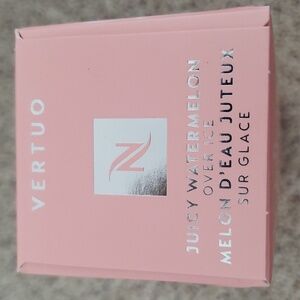 VERTUO
N
JUICY WATERMELON
OVER ICE
MELON D'EAU JUTEUX
SUR GLACE